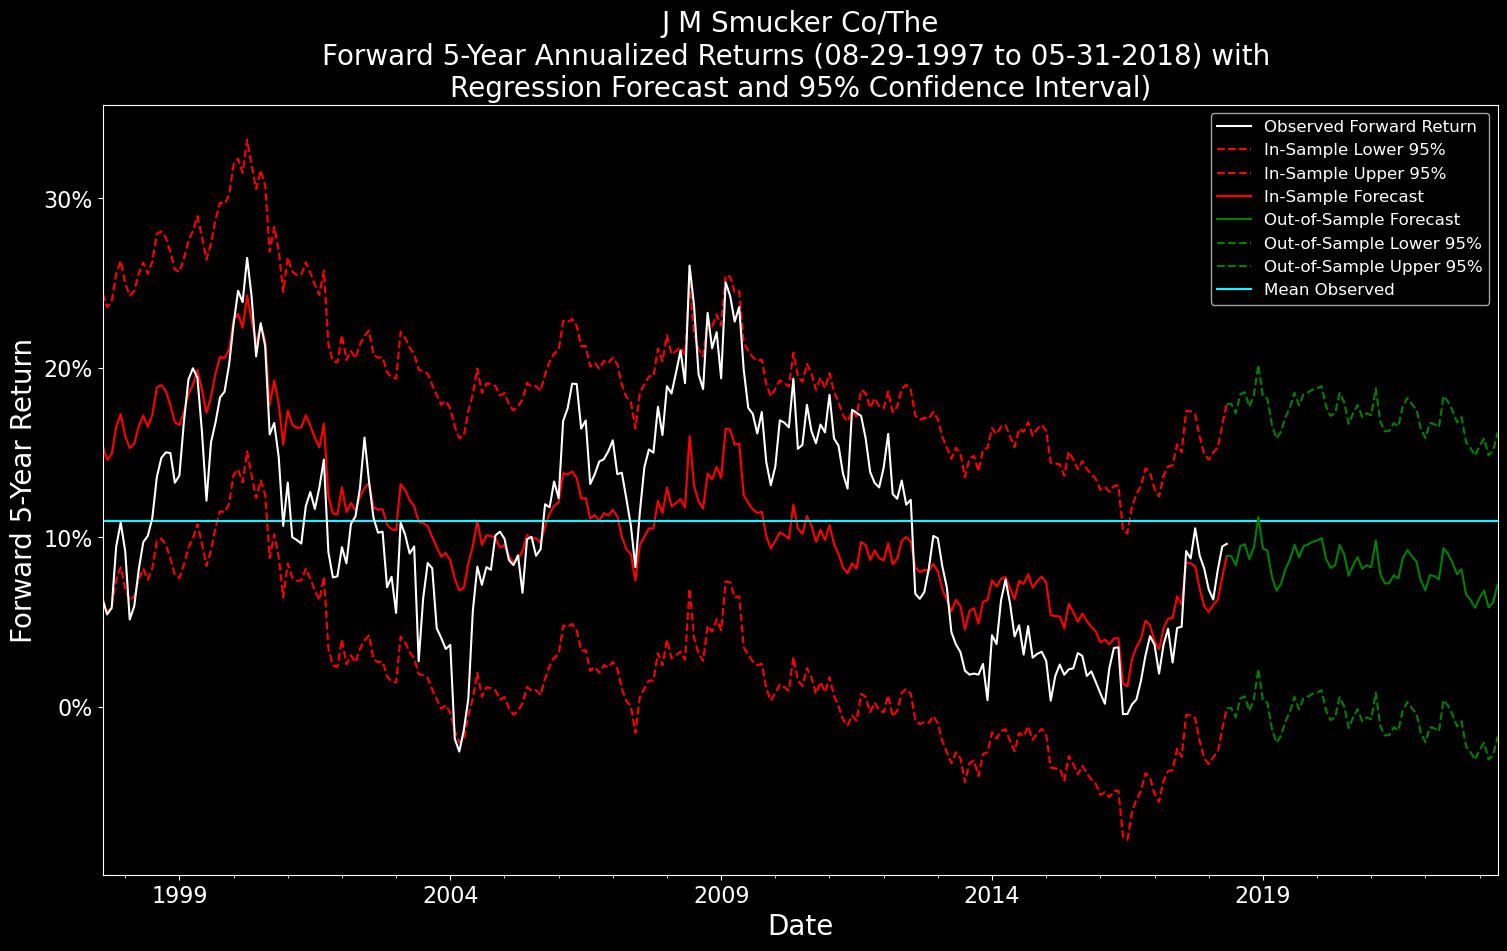 J M Smucker Co/The
Forward 5-Year Annualized Returns (08-29-1997 to 05-31-2018) with
Regression Forecast and 95% Confidence Interval)
Forward 5-Year Return
30%
20%
10%
0%
Observed Forward Return
In-Sample Lower 95%
In-Sample Upper 95%
In-Sample Forecast
Out-of-Sample Forecast
Out-of-Sample Lower 95%
Out-of-Sample Upper 95%
Mean Observed
1999
2004
2009
2014
2019
Date